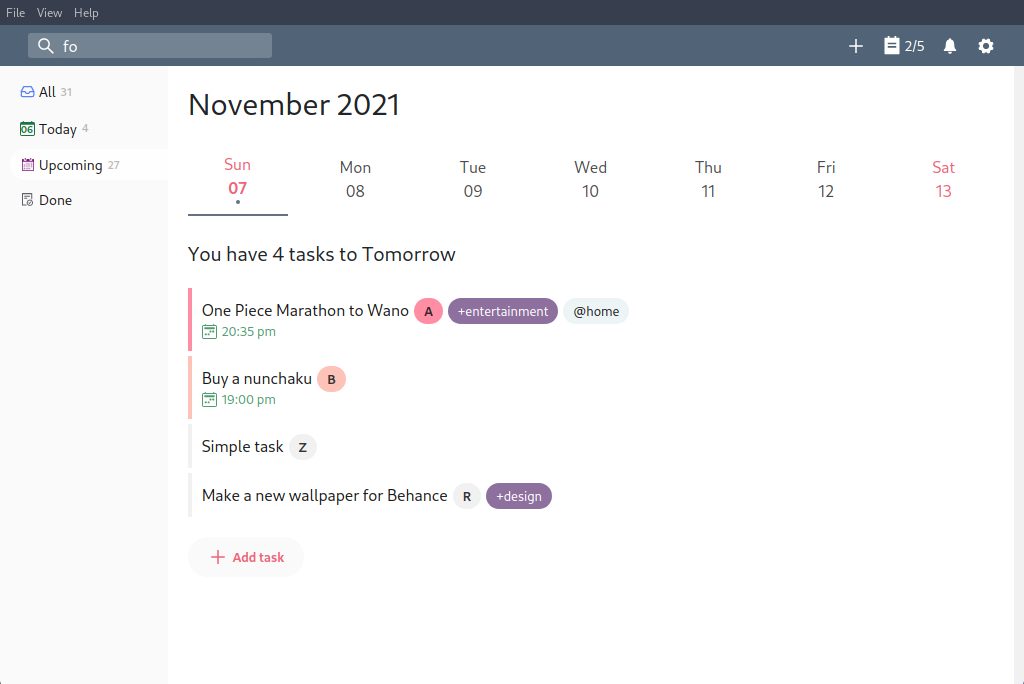 File View Help
fo 2/5
All 31
06 Today 4
Upcoming 27
Done
November 2021
Sun Mon Tue Wed Thu Fri Sat
07 08 09 10 11 12 13
You have 4 tasks to Tomorrow
One Piece Marathon to Wano A +entertainment @home
20:35 pm
Buy a nunchaku B
19:00 pm
Simple task Z
Make a new wallpaper for Behance R +design
Add task